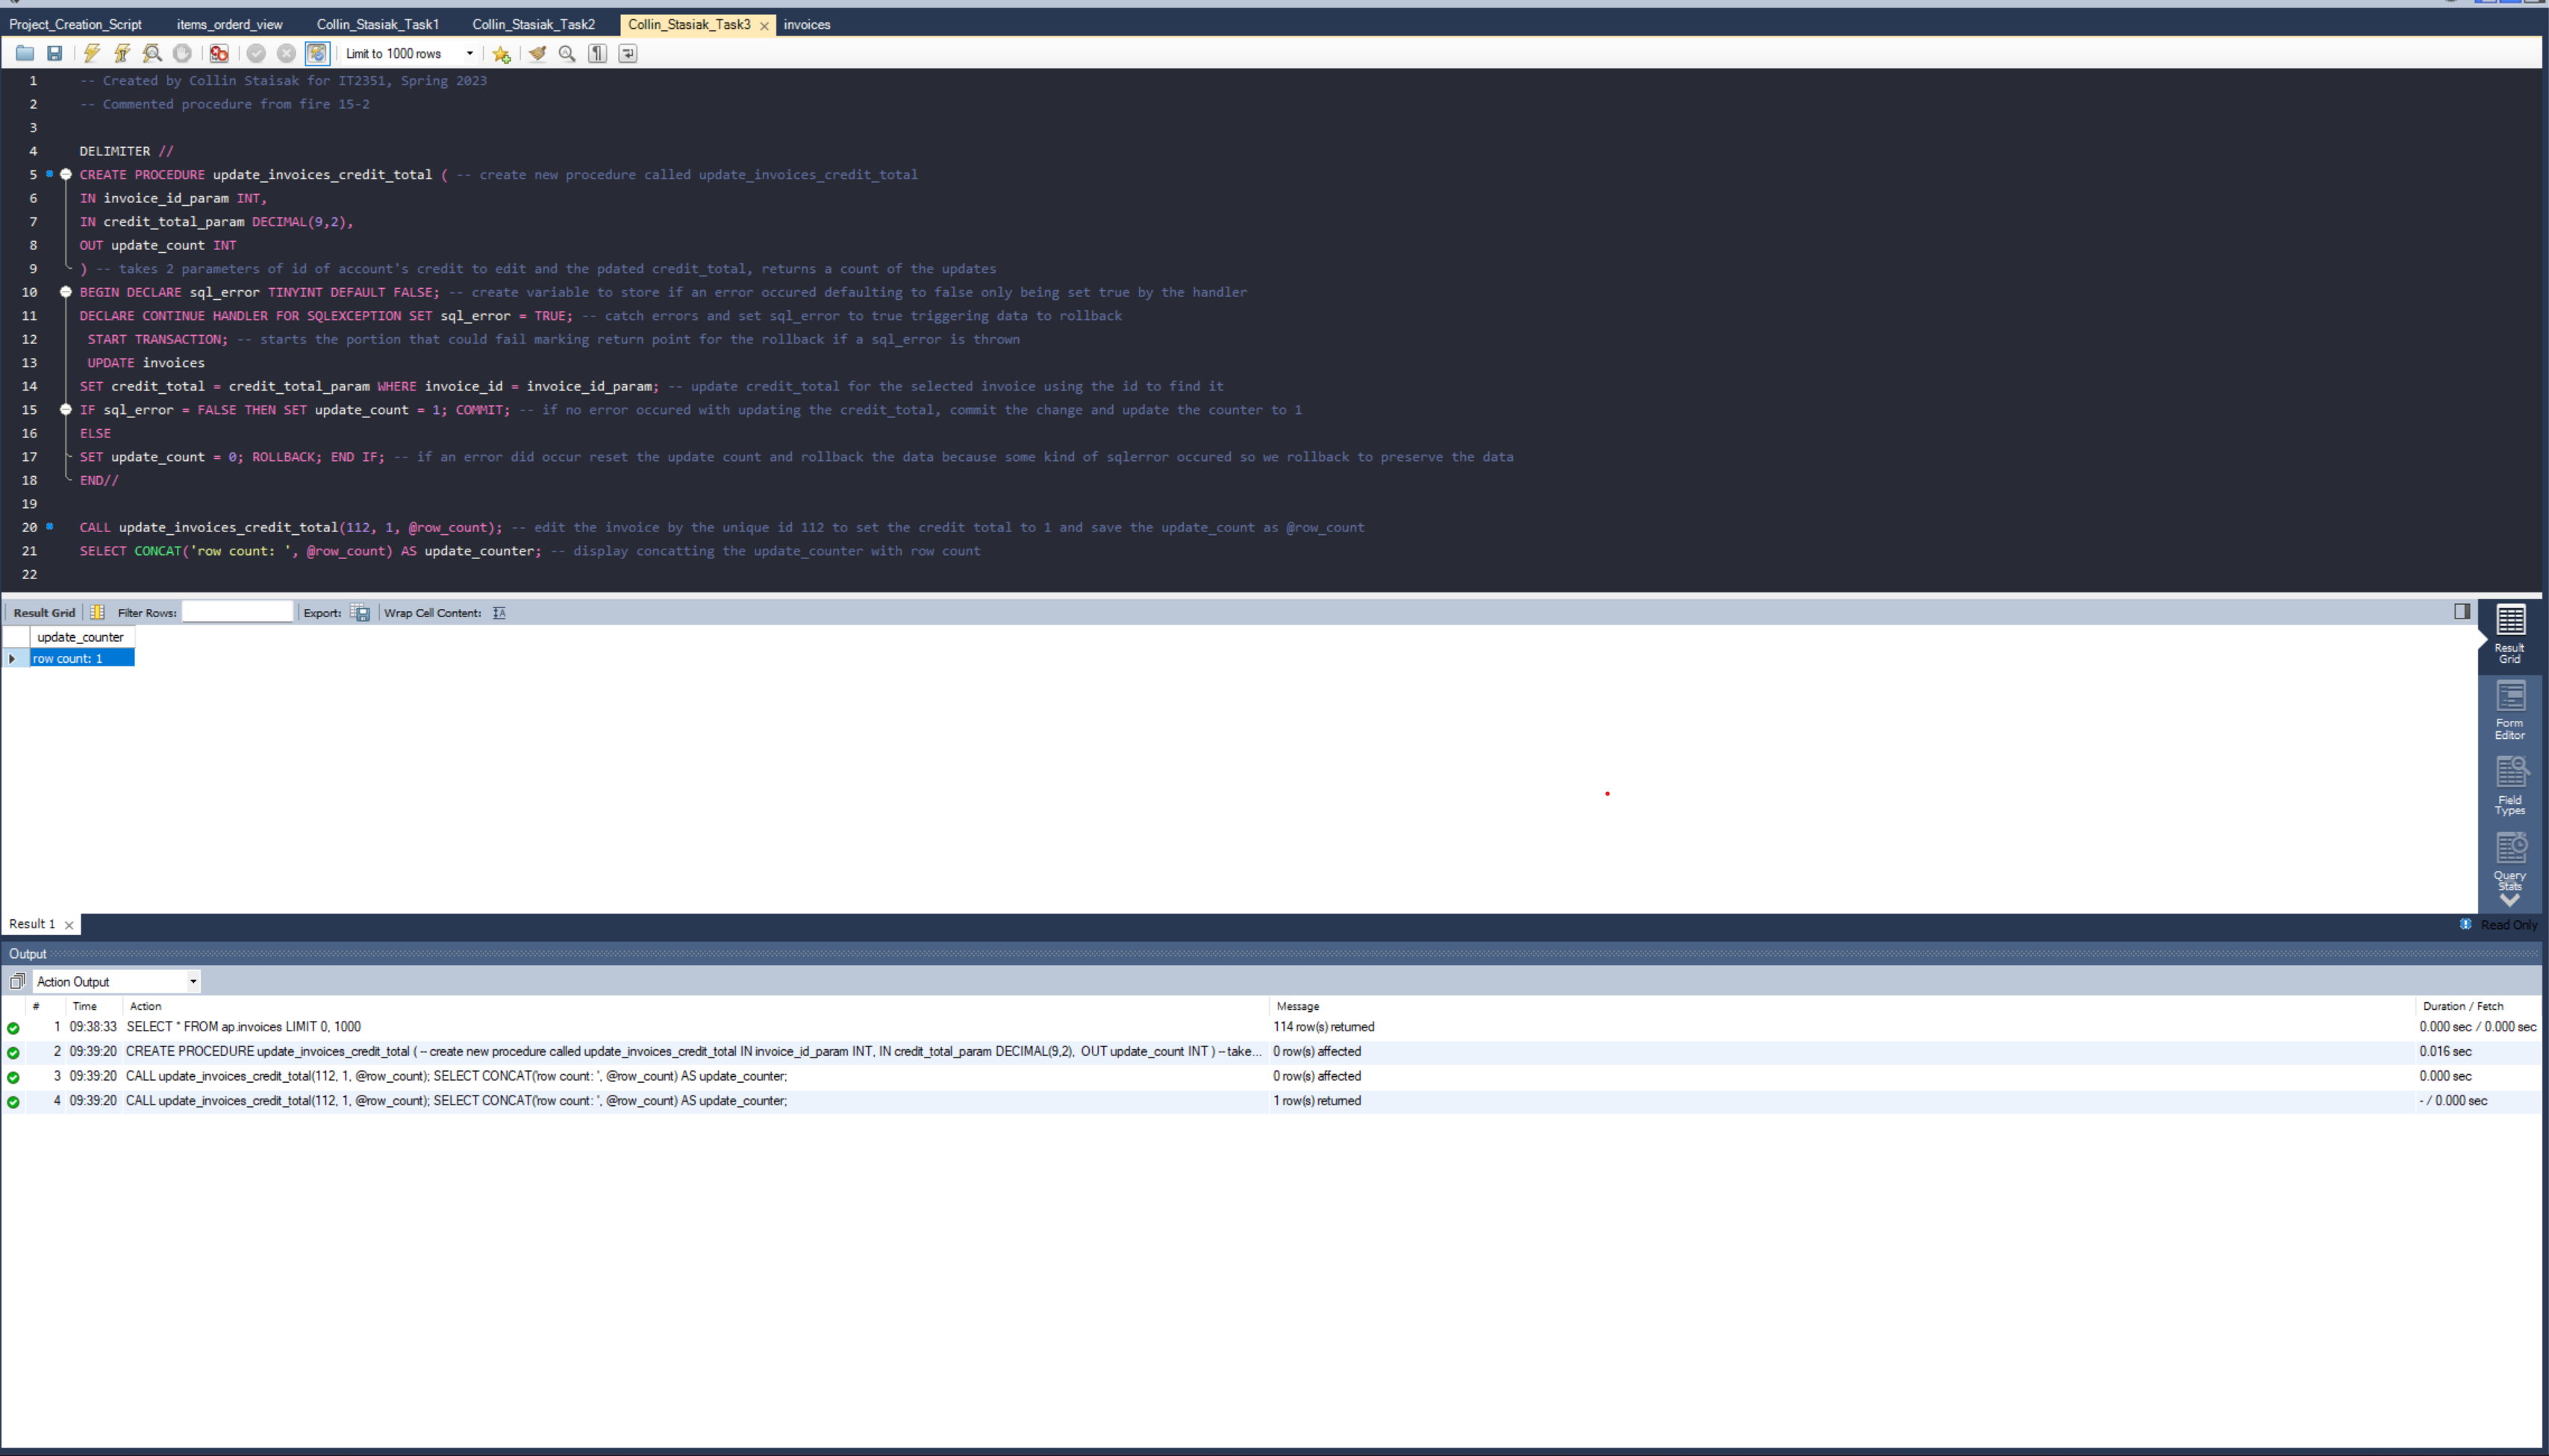 Project_Creation_Script items_orderd_view Collin_Stasiak_Task1 Collin_Stasiak_Task2 Collin_Stasiak_Task3 invoices
Limit to 1000 rows
1 -- Created by Collin Staisak for IT2351, Spring 2023
2 -- Commented procedure from fire 15-2
3
4 DELIMITER //
5 CREATE PROCEDURE update_invoices_credit_total ( -- create new procedure called update_invoices_credit_total
6 IN invoice_id_param INT,
7 IN credit_total_param DECIMAL(9,2),
8 OUT update_count INT
9 ) -- takes 2 parameters of id of account's credit to edit and the pdated credit_total, returns a count of the updates
10 BEGIN DECLARE sql_error TINYINT DEFAULT FALSE; -- create variable to store if an error occured defaulting to false only being set true by the handler
11 DECLARE CONTINUE HANDLER FOR SQLEXCEPTION SET sql_error = TRUE; -- catch errors and set sql_error to true triggering data to rollback
12 START TRANSACTION; -- starts the portion that could fail marking return point for the rollback if a sql_error is thrown
13 UPDATE invoices
14 SET credit_total = credit_total_param WHERE invoice_id = invoice_id_param; -- update credit_total for the selected invoice using the id to find it
15 IF sql_error = FALSE THEN SET update_count = 1; COMMIT; -- if no error occured with updating the credit_total, commit the change and update the counter to 1
16 ELSE
17 SET update_count = 0; ROLLBACK; END IF; -- if an error did occur reset the update count and rollback the data because some kind of sqlerror occured so we rollback to preserve the data
18 END//
19
20 CALL update_invoices_credit_total(112, 1, @row_count); -- edit the invoice by the unique id 112 to set the credit total to 1 and save the update_count as @row_count
21 SELECT CONCAT('row count: ', @row_count) AS update_counter; -- display concatting the update_counter with row count
22
Result Grid Filter Rows: Export: Wrap Cell Content:
update_counter
row count: 1
Result
Grid
Form
Editor
Field
Types
Query
Stats
Result 1 Read Only
Output
Action Output
# Time Action Message Duration / Fetch
1 09:38:33 SELECT * FROM ap.invoices LIMIT 0, 1000 114 row(s) returned 0.000 sec / 0.000 sec
2 09:39:20 CREATE PROCEDURE update_invoices_credit_total ( -- create new procedure called update_invoices_credit_total IN invoice_id_param INT, IN credit_total_param DECIMAL(9,2), OUT update_count INT ) -- take... 0 row(s) affected 0.016 sec
3 09:39:20 CALL update_invoices_credit_total(112, 1, @row_count); SELECT CONCAT('row count: ', @row_count) AS update_counter; 0 row(s) affected 0.000 sec
4 09:39:20 CALL update_invoices_credit_total(112, 1, @row_count); SELECT CONCAT('row count: ', @row_count) AS update_counter; 1 row(s) returned - / 0.000 sec